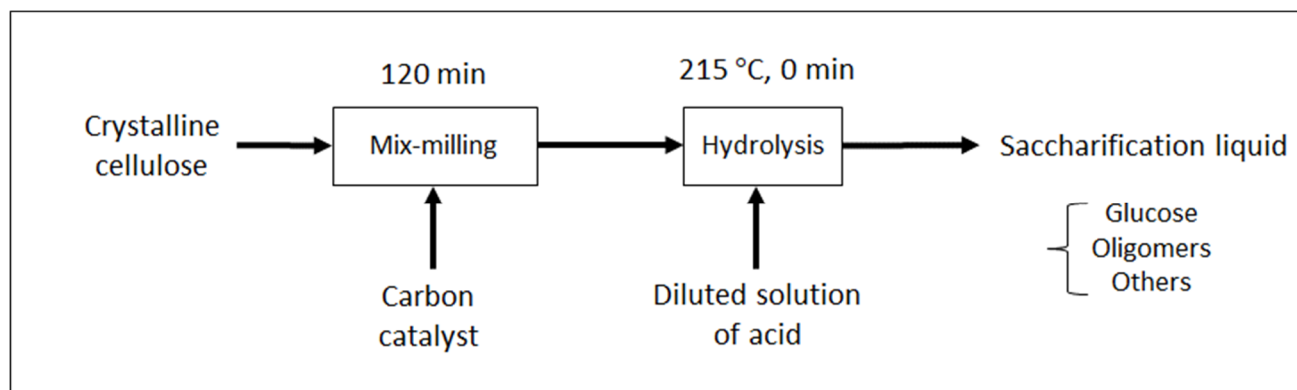 120 min
215 °C, 0 min
Crystalline
cellulose
Mix-milling
Hydrolysis
Saccharification liquid
Glucose
Oligomers
Others
Carbon
catalyst
Diluted solution
of acid